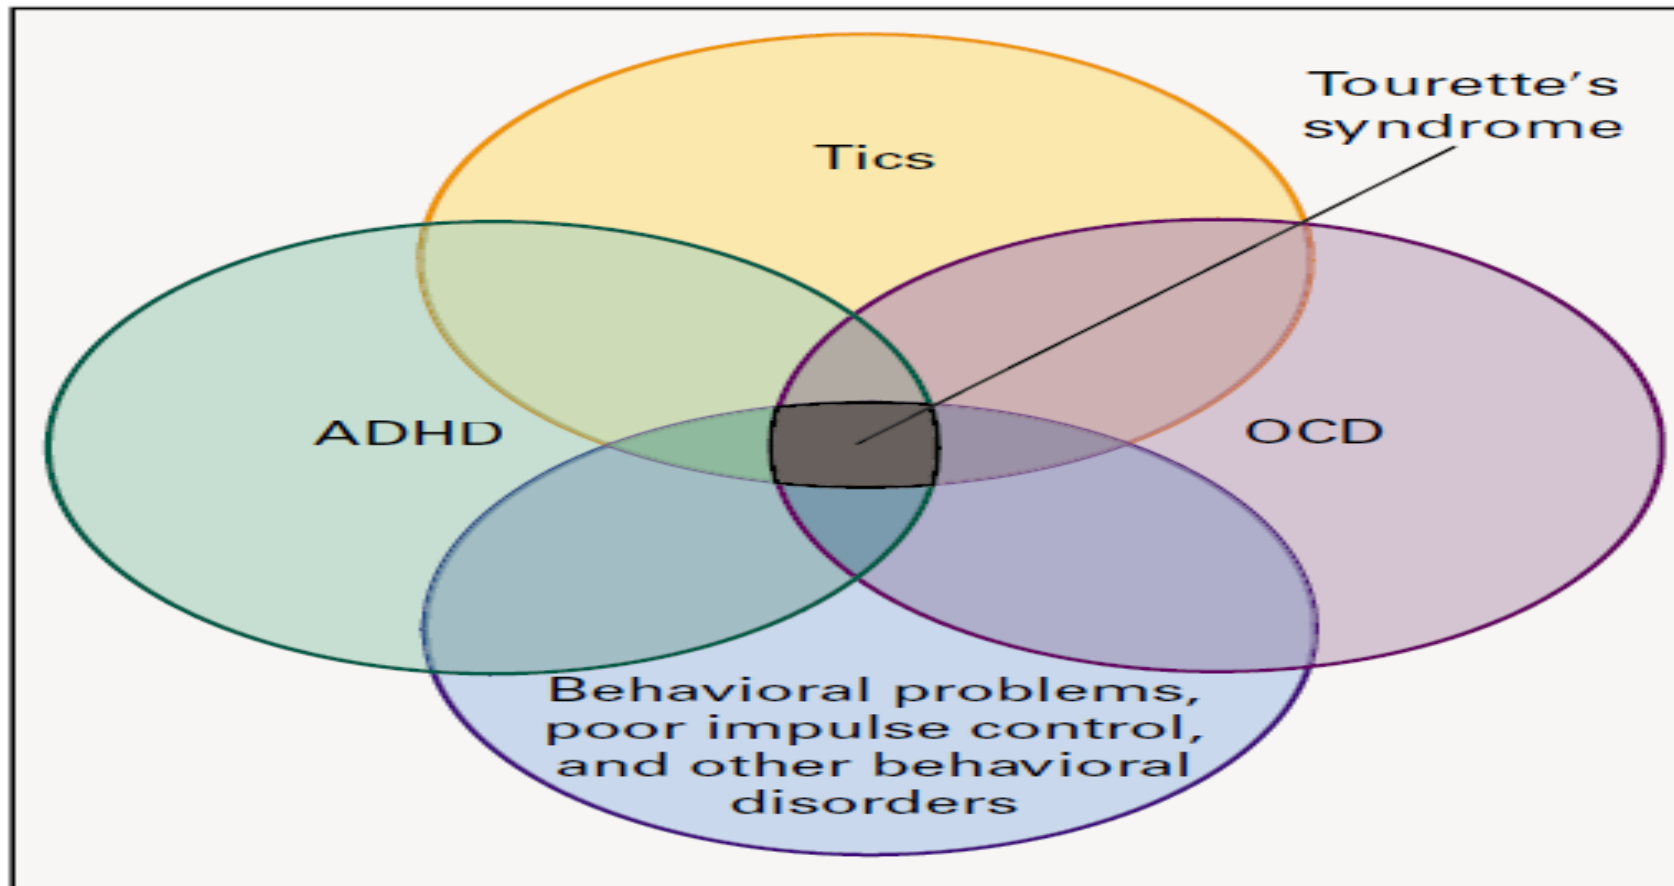 Tourette's
syndrome
Tics
ADHD
OCD
Behavioral problems,
poor impulse control,
and other behavioral
disorders